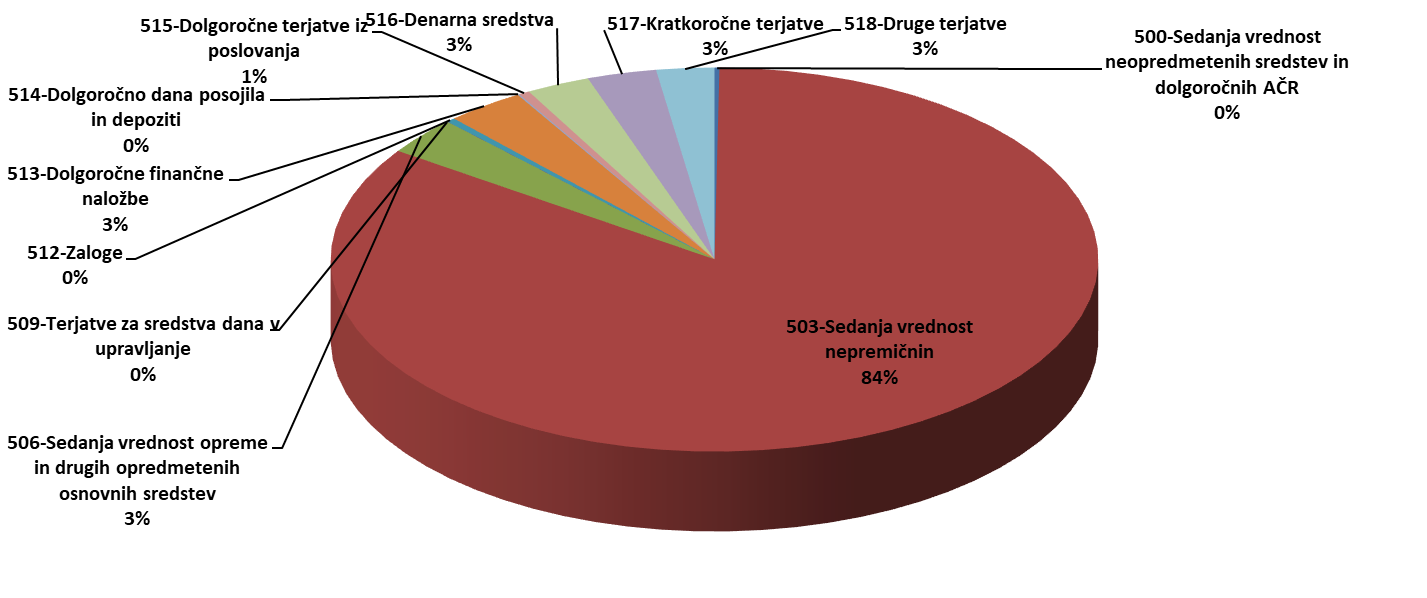 515-Dolgoročne terjatve iz
poslovanja
1%
516-Denarna sredstva
3%
517-Kratkoročne terjatve
3%
518-Druge terjatve
3%
500-Sedanja vrednost
neopredmetenih sredstev in
dolgoročnih AČR
0%
514-Dolgoročno dana posojila
in depoziti
0%
513-Dolgoročne finančne
naložbe
3%
512-Zaloge
0%
509-Terjatve za sredstva dana v
upravljanje
0%
503-Sedanja vrednost
nepremičnin
84%
506-Sedanja vrednost opreme
in drugih opredmetenih
osnovnih sredstev
3%